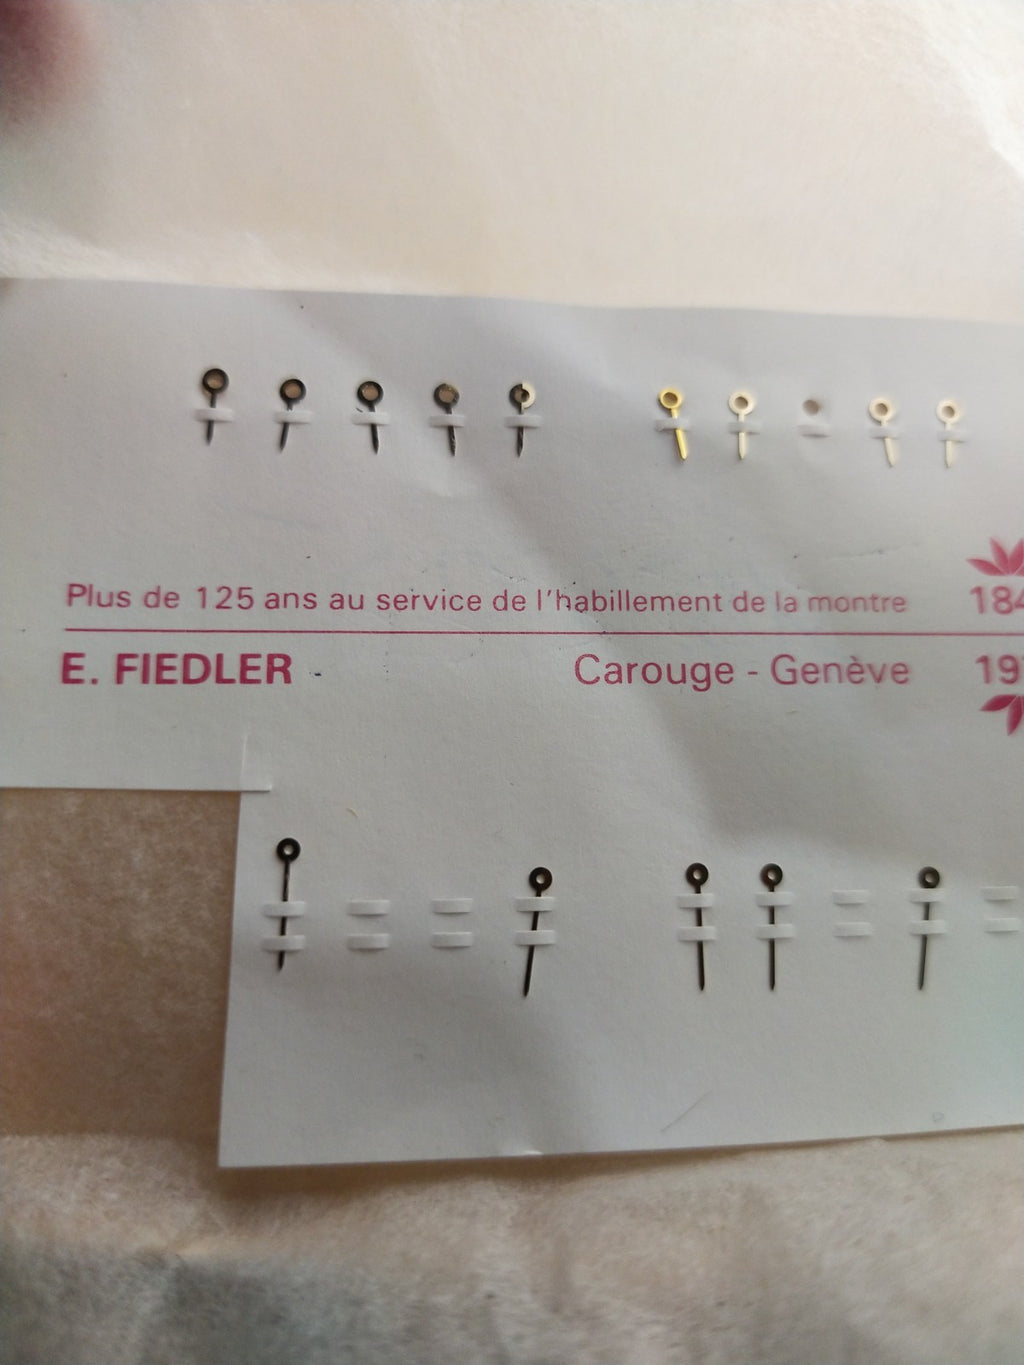 Plus de 125 ans au service de l'habillement de la montre 184
E. FIEDLER Carouge - Genève 19